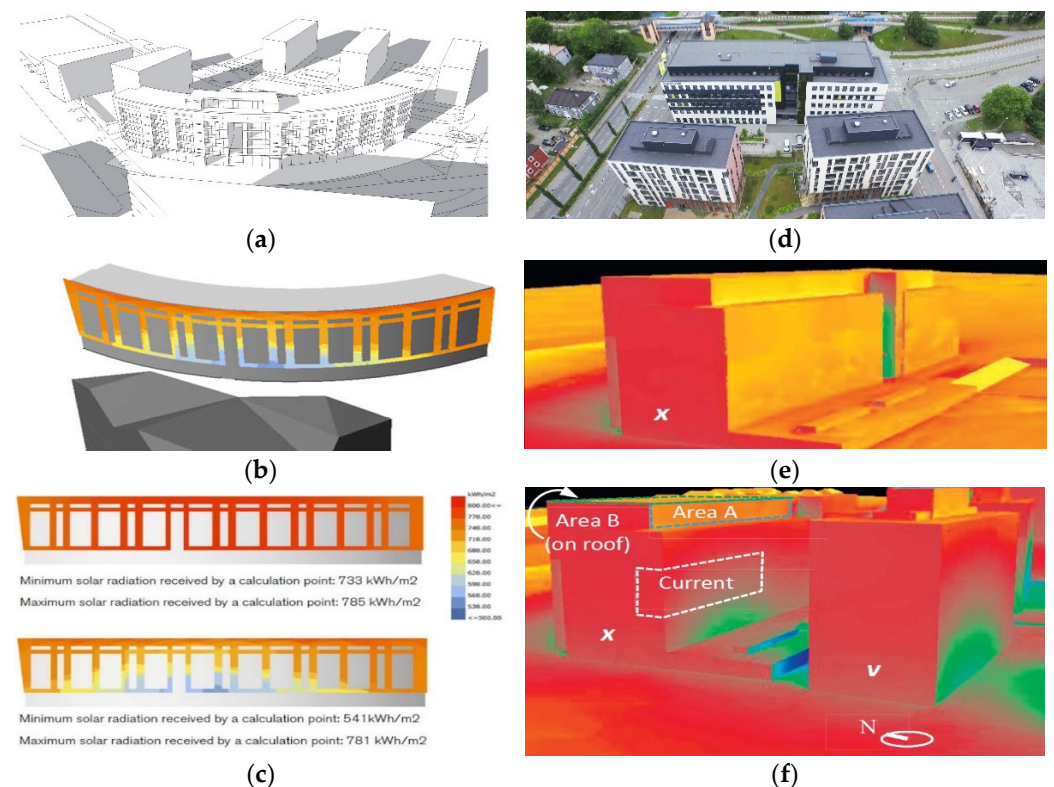 (a)
(d)
(b)
x
(e)
kWh/m2
800.00<=
770.00
740.00
710.00
680.00
650.00
620.00
590.00
560.00
530.00
<=500.00
Minimum solar radiation received by a calculation point: 733 kWh/m2
Maximum solar radiation received by a calculation point: 785 kWh/m2
Minimum solar radiation received by a calculation point: 541kWh/m2
Maximum solar radiation received by a calculation point: 781 kWh/m2
(c)
Area B
(on roof)
Area A
Current
x
v
N
(f)